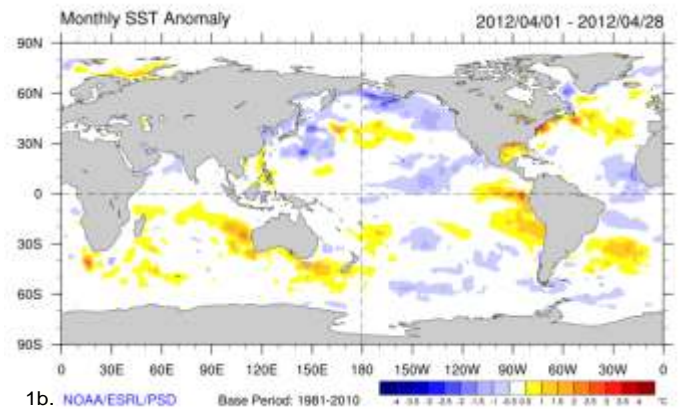 Monthly SST Anomaly 2012/04/01 - 2012/04/28
90N
60N
30N
0
30S
60S
90S
0 30E 60E 90E 120E 150E 180 150W 120W 90W 60W 30W 0
1b. NOAA/ESRL/PSD Base Period: 1981-2010 °C